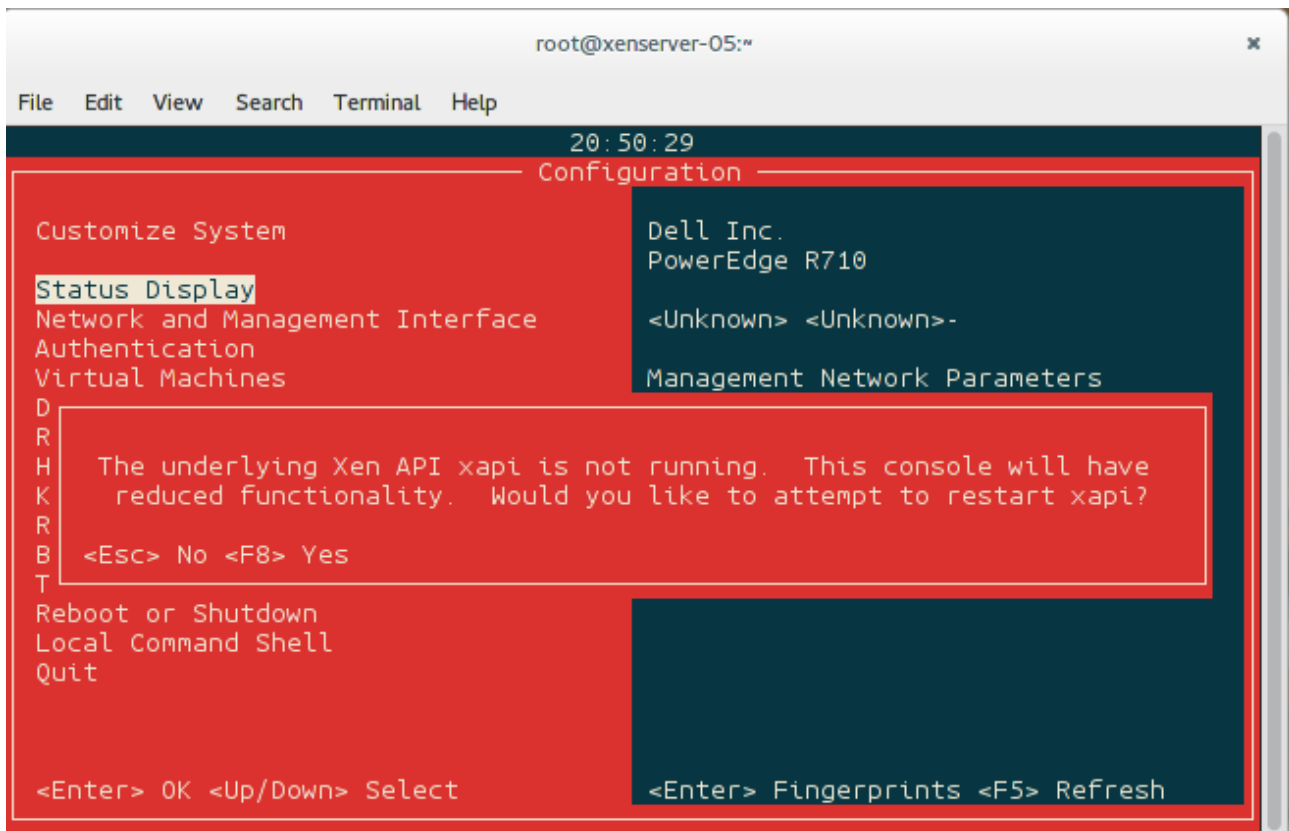 root@xenserver-05:~
File Edit View Search Terminal Help
20:50:29
Configuration
Customize System
Dell Inc.
PowerEdge R710
Status Display
Network and Management Interface
<Unknown> <Unknown>-
Authentication
Virtual Machines
Management Network Parameters
D
R
H
K
R
B
T
The underlying Xen API xapi is not running. This console will have
reduced functionality. Would you like to attempt to restart xapi?
<Esc> No <F8> Yes
Reboot or Shutdown
Local Command Shell
Quit
<Enter> OK <Up/Down> Select
<Enter> Fingerprints <F5> Refresh